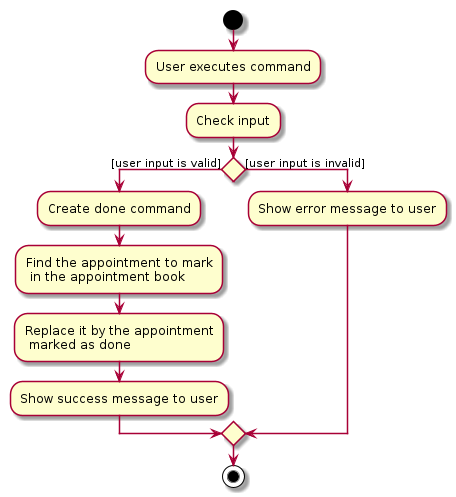 User executes command
Check input
[user input is valid]
[user input is invalid]
Create done command
Show error message to user
Find the appointment to mark
in the appointment book
Replace it by the appointment
marked as done
Show success message to user